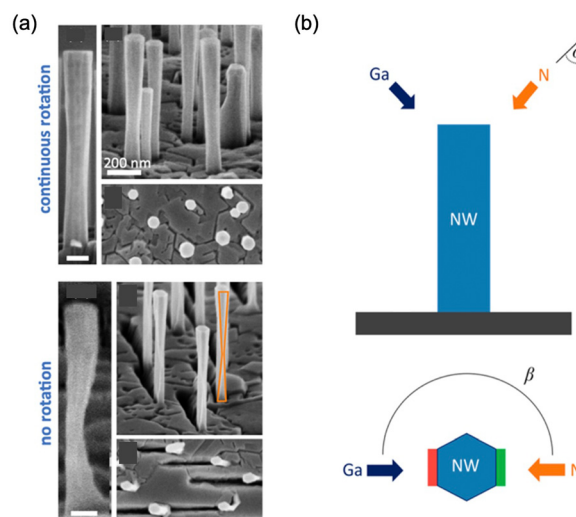 (a)
continuous rotation
200 nm
no rotation
(b)
Ga
N
NW
β
Ga
NW
N